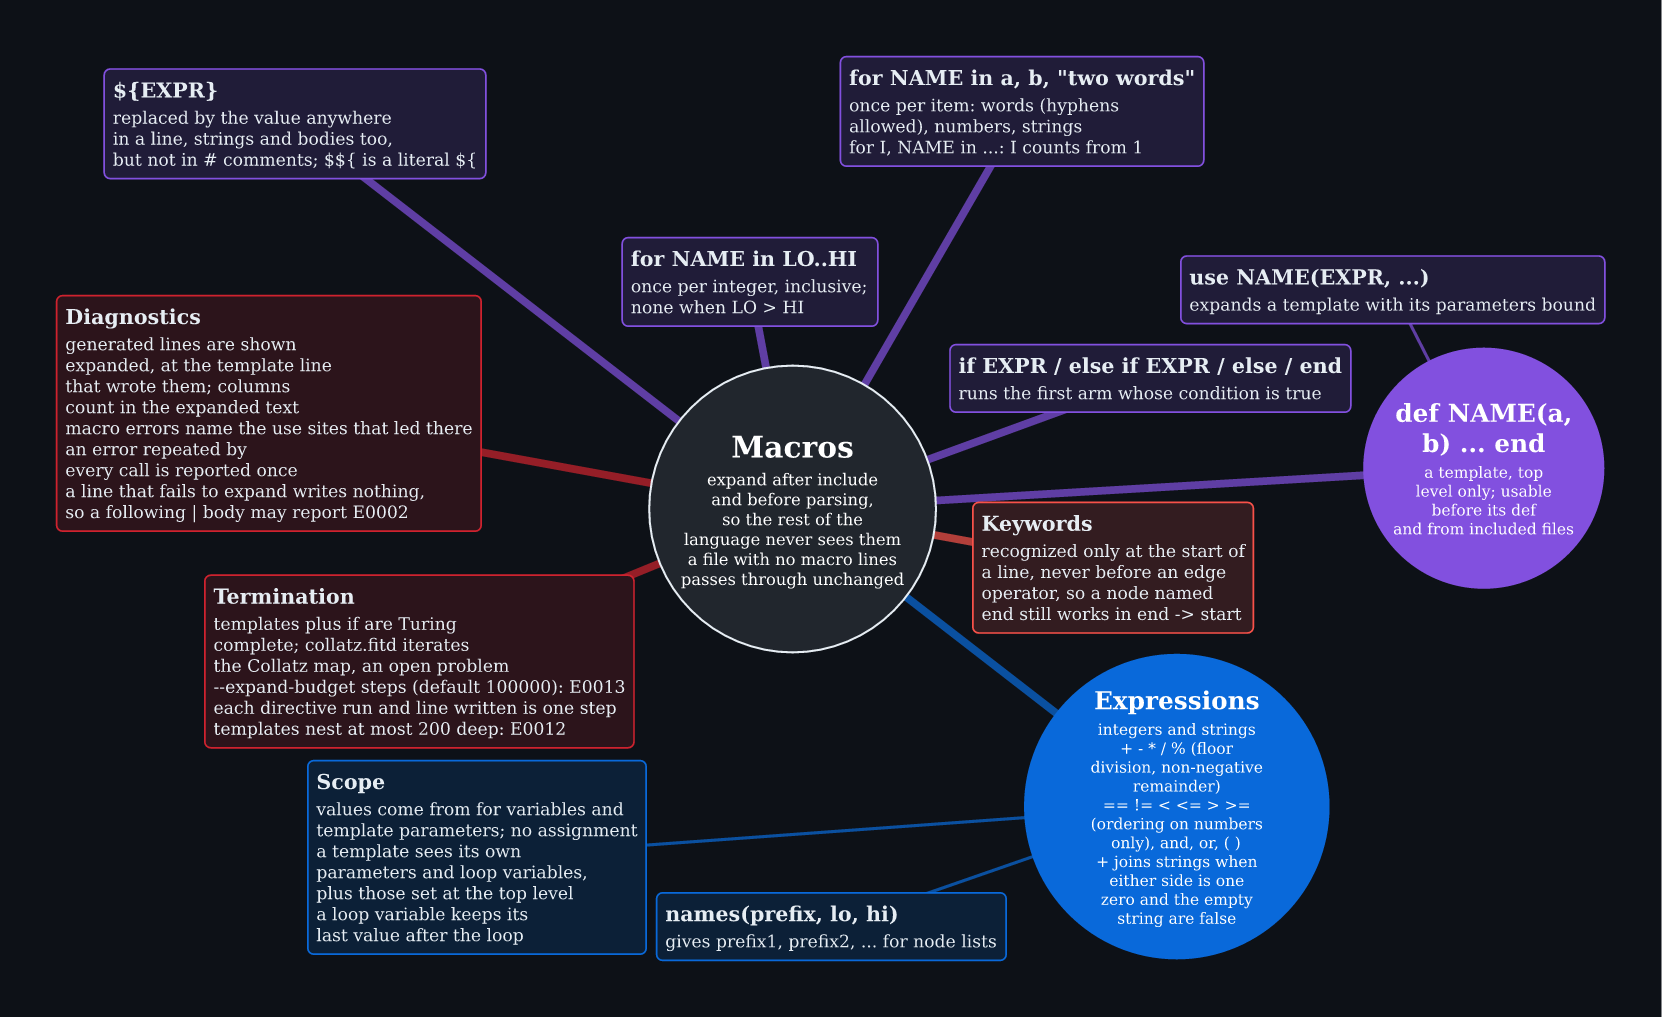 ${EXPR}
replaced by the value anywhere
in a line, strings and bodies too,
but not in # comments; $${ is a literal ${
for NAME in a, b, "two words"
once per item: words (hyphens
allowed), numbers, strings
for I, NAME in ...: I counts from 1
for NAME in LO..HI
once per integer, inclusive;
none when LO > HI
use NAME(EXPR, ...)
expands a template with its parameters bound
Diagnostics
generated lines are shown
expanded, at the template line
that wrote them; columns
count in the expanded text
macro errors name the use sites that led there
an error repeated by
every call is reported once
a line that fails to expand writes nothing,
so a following | body may report E0002
if EXPR / else if EXPR / else / end
runs the first arm whose condition is true
def NAME(a,
b) ... end
a template, top
level only; usable
before its def
and from included files
Macros
expand after include
and before parsing,
so the rest of the
language never sees them
a file with no macro lines
passes through unchanged
Keywords
recognized only at the start of
a line, never before an edge
operator, so a node named
end still works in end -> start
Termination
templates plus if are Turing
complete; collatz.fitd iterates
the Collatz map, an open problem
--expand-budget steps (default 100000): E0013
each directive run and line written is one step
templates nest at most 200 deep: E0012
Expressions
integers and strings
+ - * / % (floor
division, non-negative
remainder)
== != < <= > >=
(ordering on numbers
only), and, or, ( )
+ joins strings when
either side is one
zero and the empty
string are false
Scope
values come from for variables and
template parameters; no assignment
a template sees its own
parameters and loop variables,
plus those set at the top level
a loop variable keeps its
last value after the loop
names(prefix, lo, hi)
gives prefix1, prefix2, ... for node lists